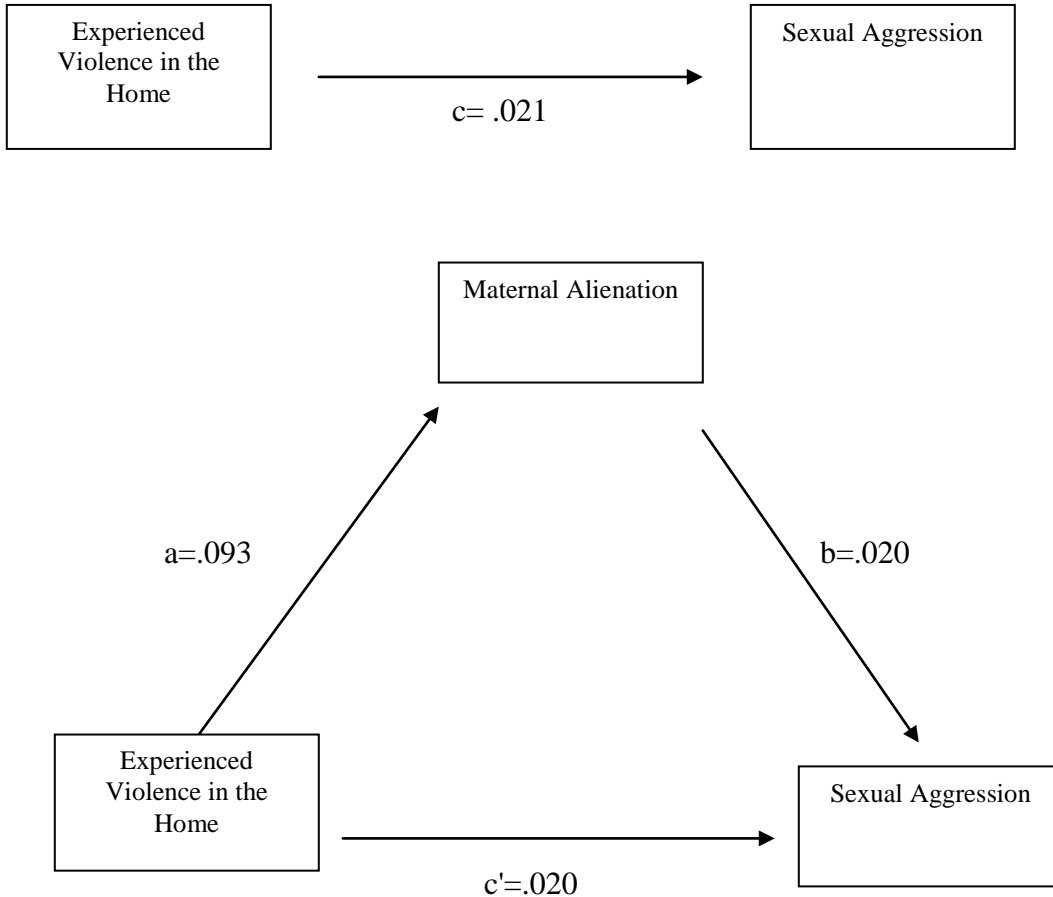 Experienced
Violence in the
Home
Sexual Aggression
c= .021
Maternal Alienation
a=.093
b=.020
Experienced
Violence in the
Home
Sexual Aggression
c'=.020